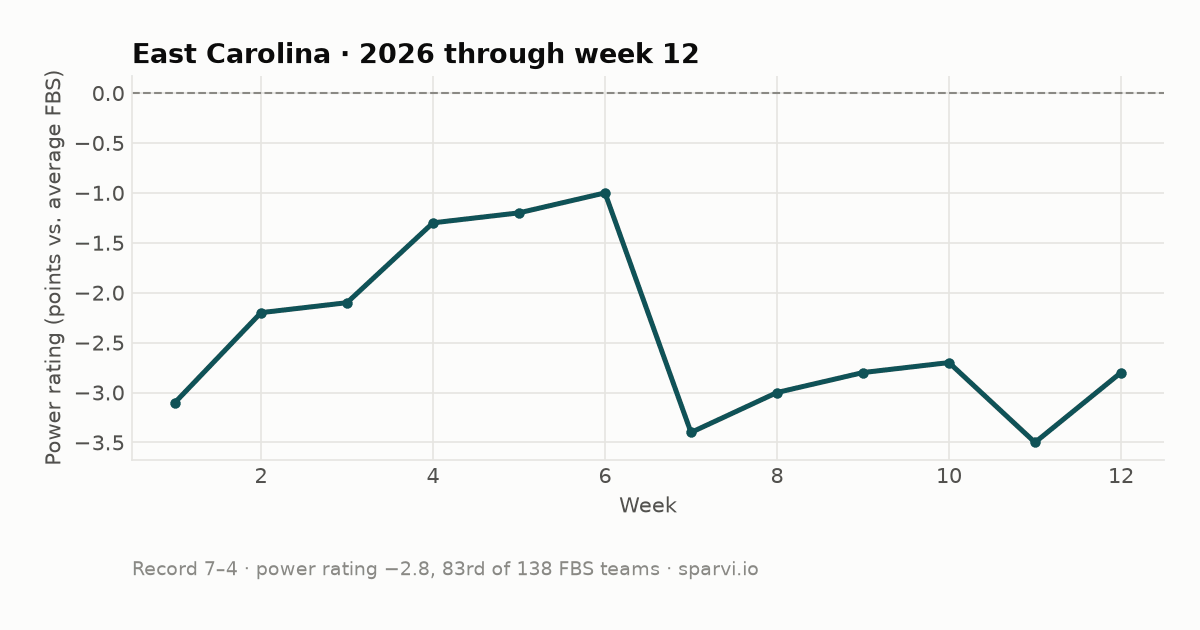 East Carolina · 2026 through week 12
Power rating (points vs. average FBS)
0.0
−0.5
−1.0
−1.5
−2.0
−2.5
−3.0
−3.5
2 4 6 8 10 12
Week
Record 7–4 · power rating −2.8, 83rd of 138 FBS teams · sparvi.io